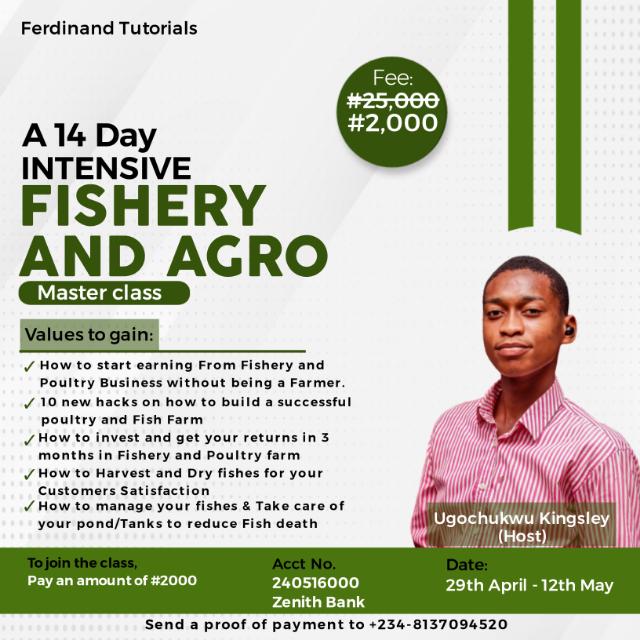 Ferdinand Tutorials
Fee:
#25,000
#2,000
A 14 Day
INTENSIVE
FISHERY
AND AGRO
Master class
Values to gain:
✓ How to start earning From Fishery and
Poultry Business without being a Farmer.
✓ 10 new hacks on how to build a successful
poultry and Fish Farm
✓ How to invest and get your returns in 3
months in Fishery and Poultry farm
✓ How to Harvest and Dry fishes for your
Customers Satisfaction
✓ How to manage your fishes & Take care of
your pond/Tanks to reduce Fish death
Ugochukwu Kingsley
(Host)
To join the class,
Pay an amount of #2000
Acct No.
240516000
Zenith Bank
Date:
29th April - 12th May
Send a proof of payment to +234-8137094520